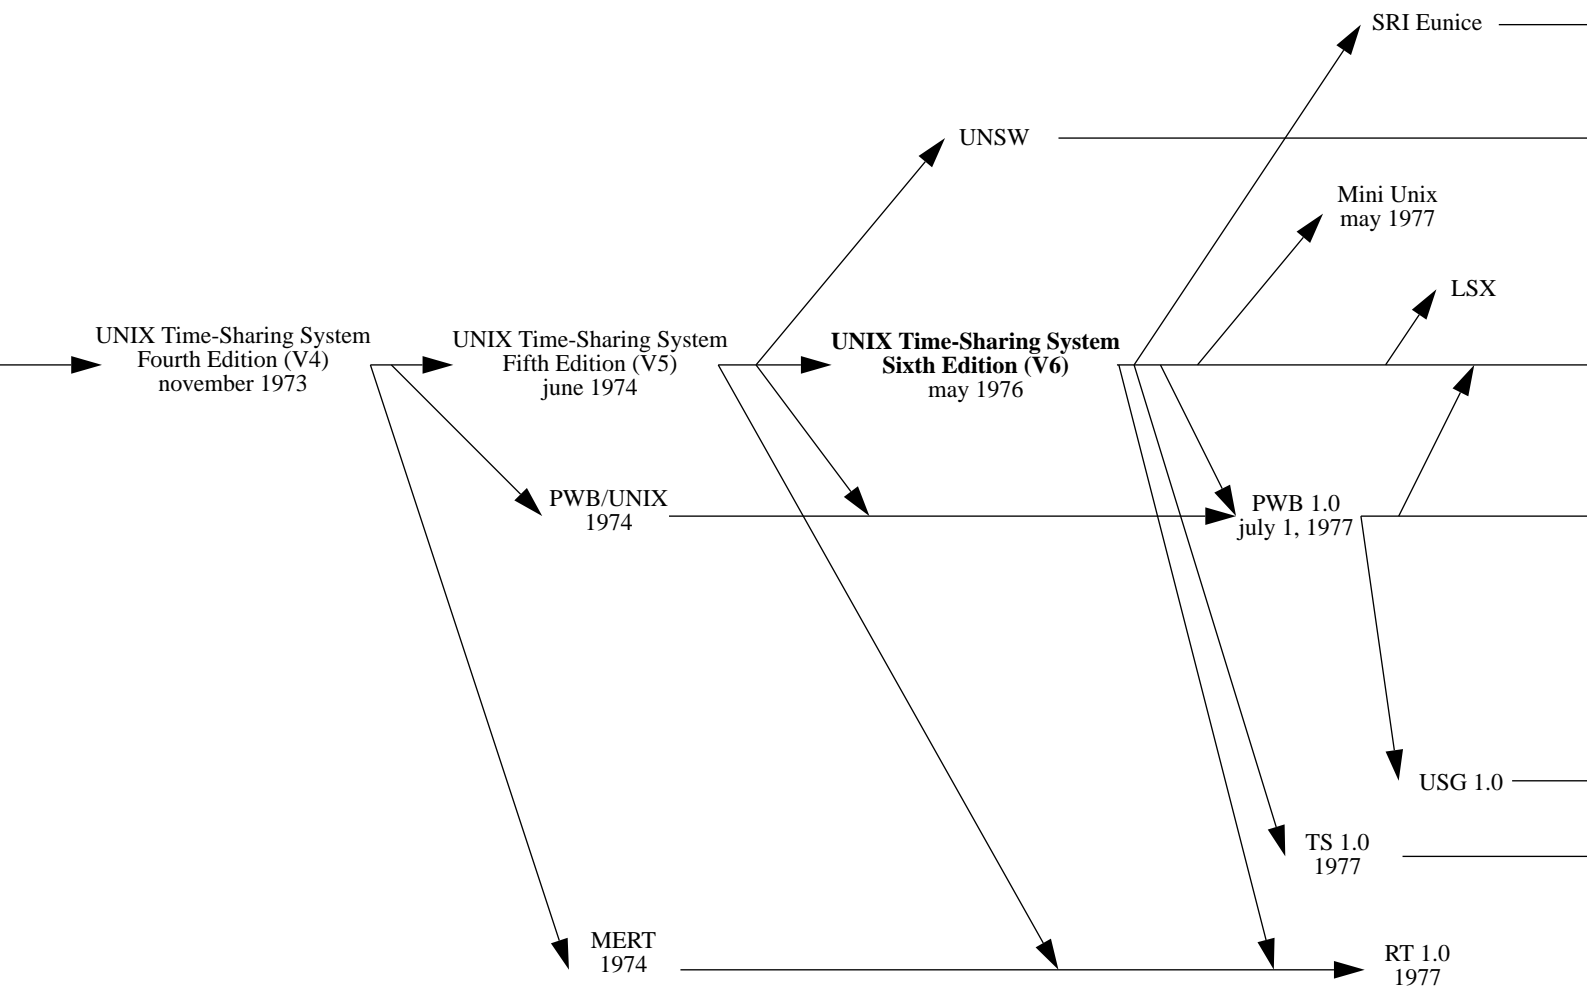 SRI Eunice
UNSW
Mini Unix
may 1977
LSX
UNIX Time-Sharing System
Fourth Edition (V4)
november 1973
UNIX Time-Sharing System
Fifth Edition (V5)
june 1974
UNIX Time-Sharing System
Sixth Edition (V6)
may 1976
PWB/UNIX
1974
PWB 1.0
july 1, 1977
USG 1.0
TS 1.0
1977
MERT
1974
RT 1.0
1977